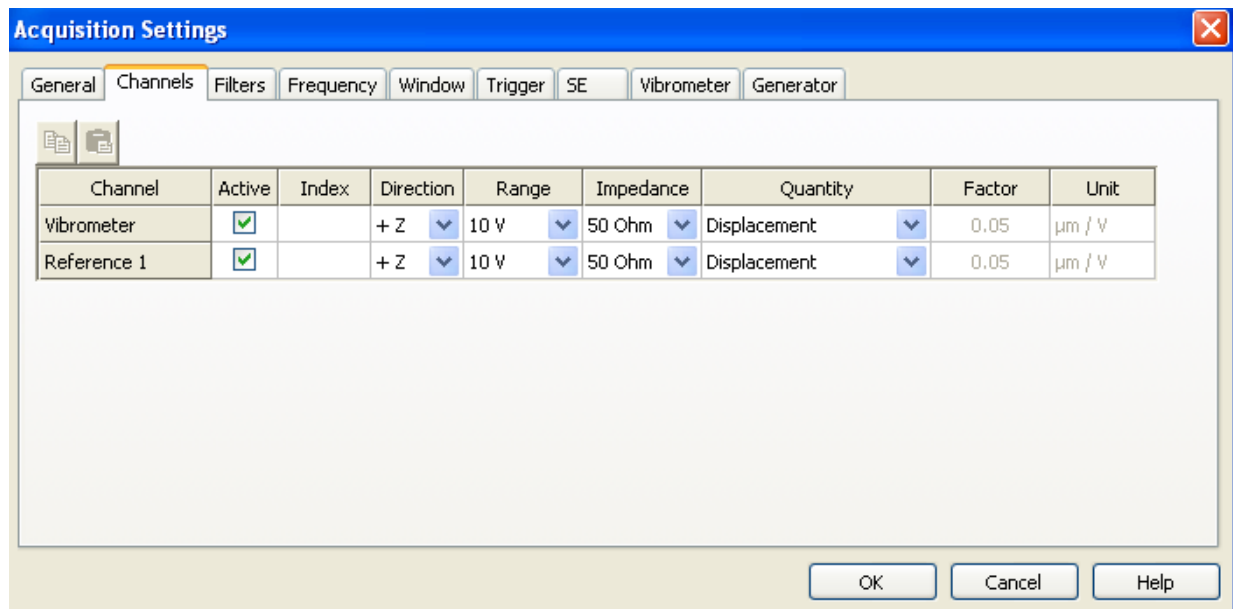 Acquisition Settings
General Channels Filters Frequency Window Trigger SE Vibrometer Generator
Channel Active Index Direction Range Impedance Quantity Factor Unit
Vibrometer + Z 10 V 50 Ohm Displacement 0.05 µm / V
Reference 1 + Z 10 V 50 Ohm Displacement 0.05 µm / V
OK Cancel Help